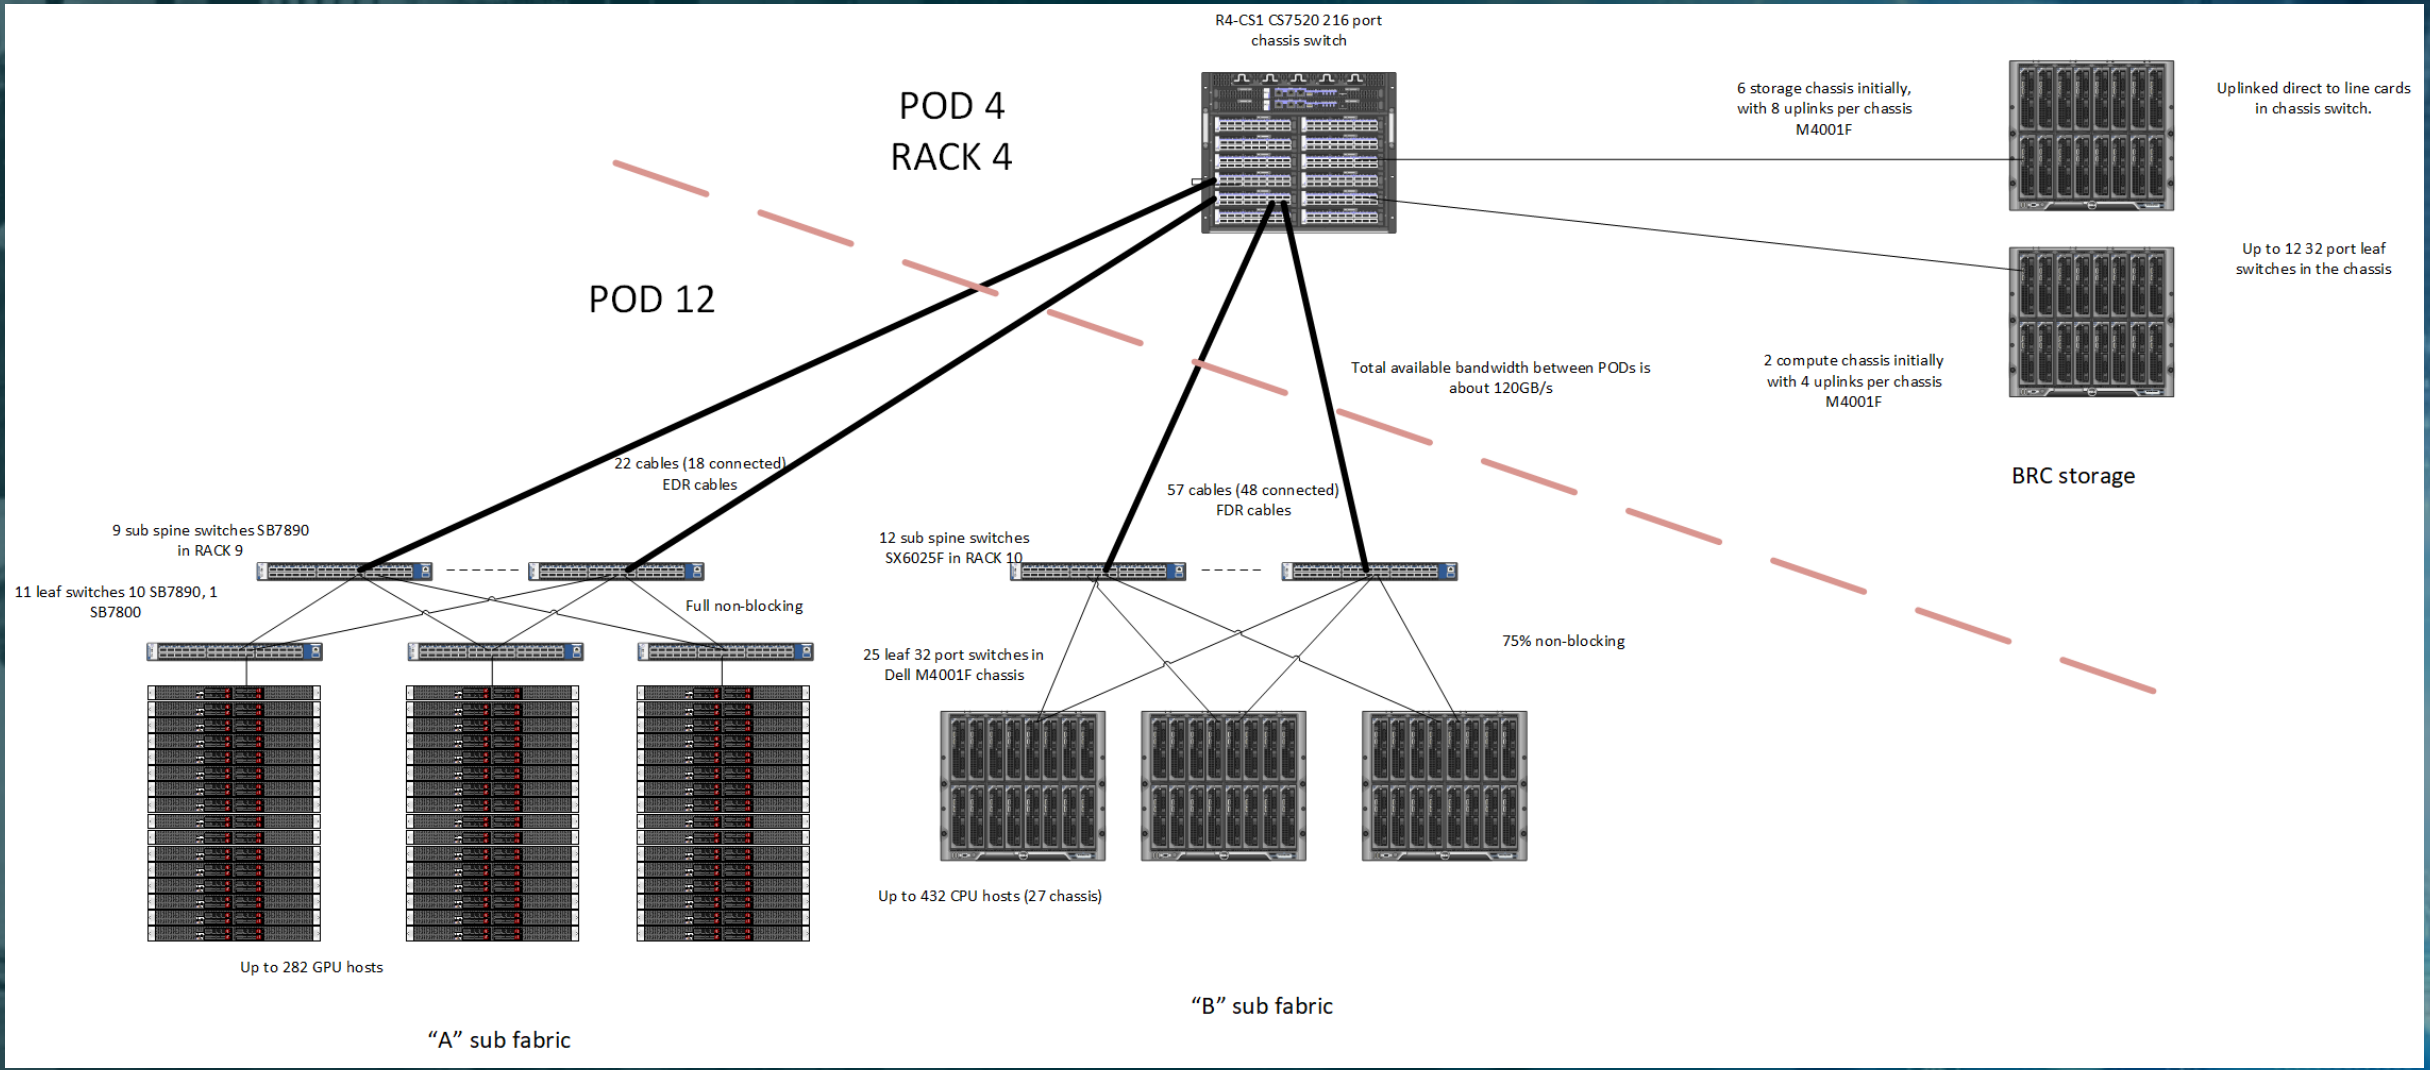 R4-CS1 CS7520 216 port
chassis switch
POD 4
RACK 4
6 storage chassis initially,
with 8 uplinks per chassis
M4001F
Uplinked direct to line cards
in chassis switch.
POD 12
Up to 12 32 port leaf
switches in the chassis
Total available bandwidth between PODs is
about 120GB/s
2 compute chassis initially
with 4 uplinks per chassis
M4001F
BRC storage
22 cables (18 connected)
EDR cables
57 cables (48 connected)
FDR cables
9 sub spine switches SB7890
in RACK 9
12 sub spine switches
SX6025F in RACK 10
11 leaf switches 10 SB7890, 1
SB7800
Full non-blocking
25 leaf 32 port switches in
Dell M4001F chassis
75% non-blocking
Up to 432 CPU hosts (27 chassis)
Up to 282 GPU hosts
“B” sub fabric
“A” sub fabric